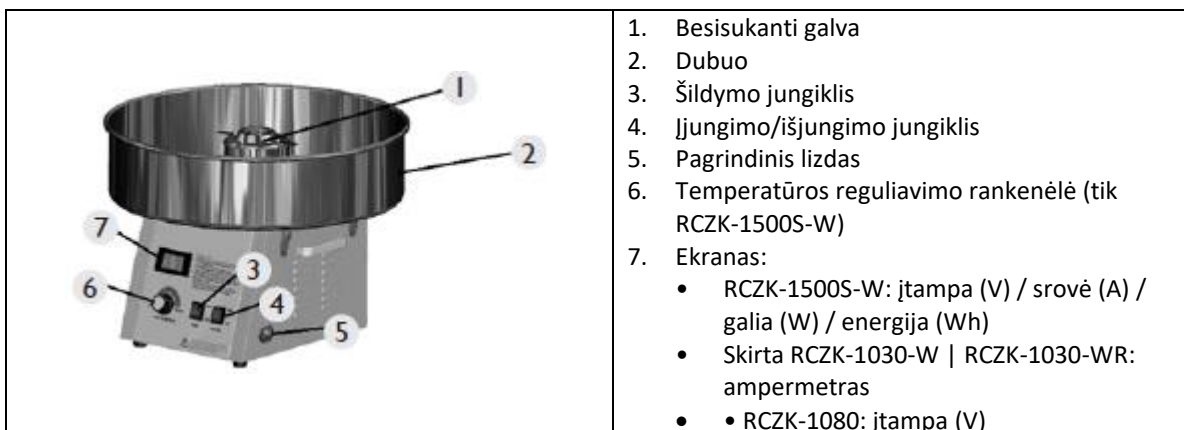 1
2
7
3
6
4
5
1. Besisukanti galva
2. Dubuo
3. Šildymo jungiklis
4. Įjungimo/išjungimo jungiklis
5. Pagrindinis lizdas
6. Temperatūros reguliavimo rankenėlė (tik
RCZK-1500S-W)
7. Ekranas:
• RCZK-1500S-W: įtampa (V) / srovė (A) /
galia (W) / energija (Wh)
• Skirta RCZK-1030-W | RCZK-1030-WR:
ampermetras
• • RCZK-1080: įtampa (V)